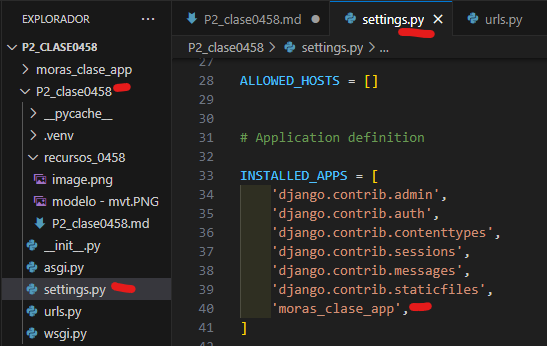 EXPLORADOR
P2_CLASE0458
moras_clase_app
P2_clase0458
__pycache__
.venv
recursos_0458
image.png
modelo - mvt.PNG
P2_clase0458.md
__init__.py
asgi.py
settings.py
urls.py
wsgi.py
P2_clase0458.md
settings.py
urls.py
P2_clase0458 > settings.py > ...
27
28 ALLOWED_HOSTS = []
29
30
31 # Application definition
32
33 INSTALLED_APPS = [
34 'django.contrib.admin',
35 'django.contrib.auth',
36 'django.contrib.contenttypes',
37 'django.contrib.sessions',
38 'django.contrib.messages',
39 'django.contrib.staticfiles',
40 'moras_clase_app',
41 ]
42